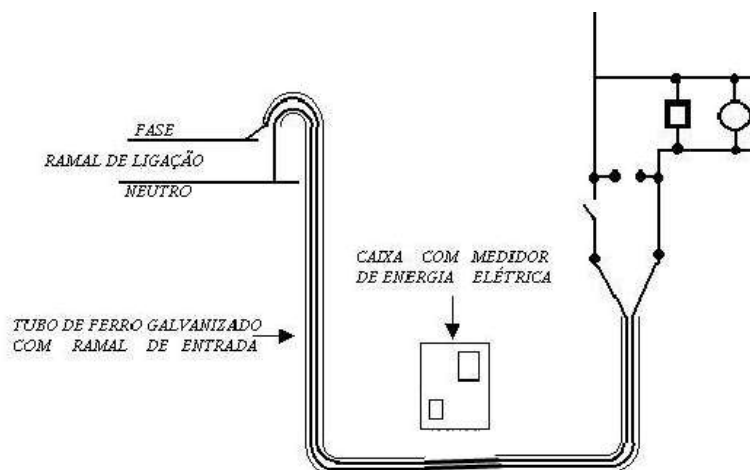 FASE
RAMAL DE LIGAÇÃO
NEUTRO
CAIXA COM MEDIDOR
DE ENERGIA ELÉTRICA
TUBO DE FERRO GALVANIZADO
COM RAMAL DE ENTRADA